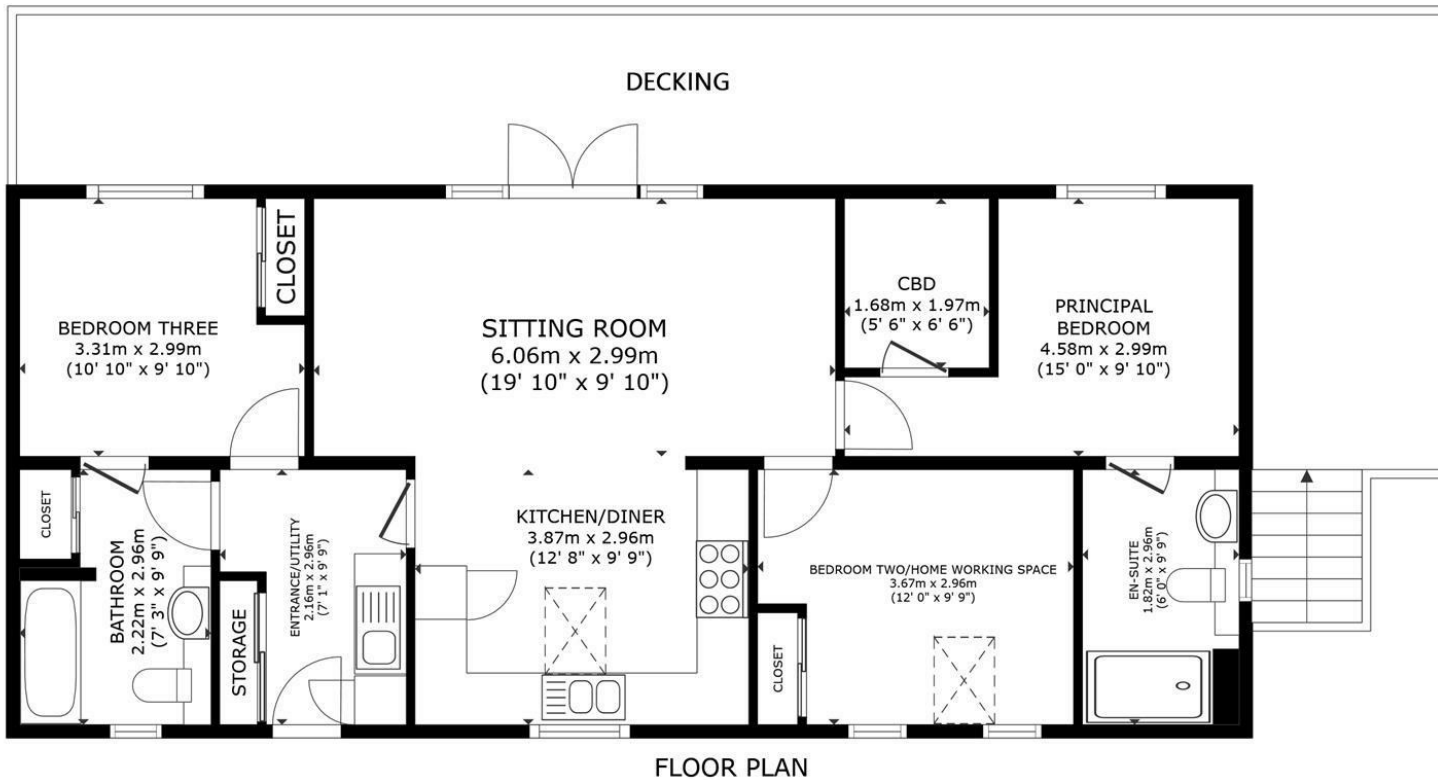 DECKING
CLOSET
BEDROOM THREE
3.31m x 2.99m
(10' 10" x 9' 10")
SITTING ROOM
6.06m x 2.99m
(19' 10" x 9' 10")
CBD
1.68m x 1.97m
(5' 6" x 6' 6")
PRINCIPAL
BEDROOM
4.58m x 2.99m
(15' 0" x 9' 10")
CLOSET
BATHROOM
2.22m x 2.96m
(7' 3" x 9' 9")
STORAGE
ENTRANCE/UTILITY
2.16m x 2.96m
(7' 1" x 9' 9")
KITCHEN/DINER
3.87m x 2.96m
(12' 8" x 9' 9")
BEDROOM TWO/HOME WORKING SPACE
3.67m x 2.96m
(12' 0" x 9' 9")
CLOSET
EN-SUITE
1.82m x 2.96m
(6' 0" x 9' 9")
FLOOR PLAN